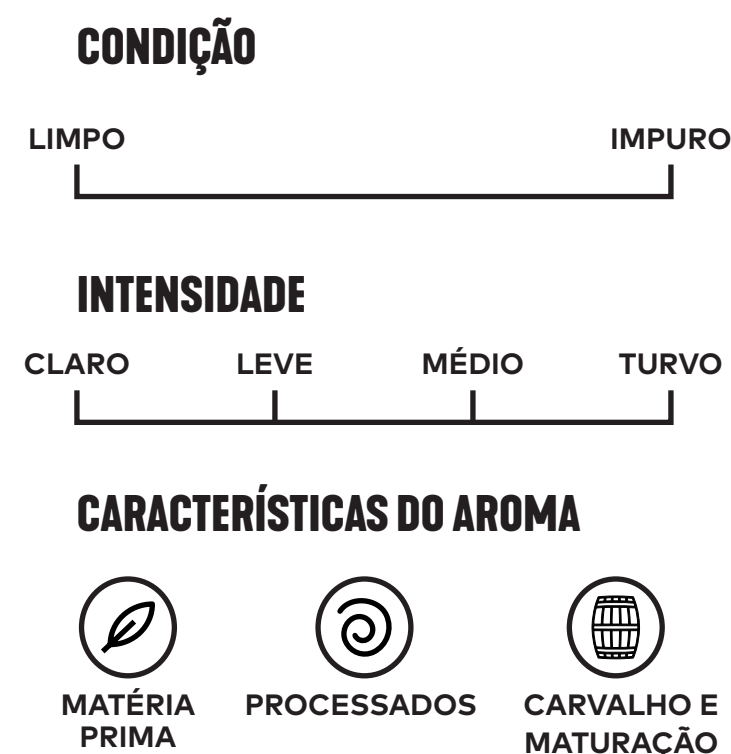 CONDIÇÃO
LIMPO IMPURO
INTENSIDADE
CLARO LEVE MÉDIO TURVO
CARACTERÍSTICAS DO AROMA
MATÉRIA PROCESSADOS CARVALHO E
PRIMA MATURAÇÃO